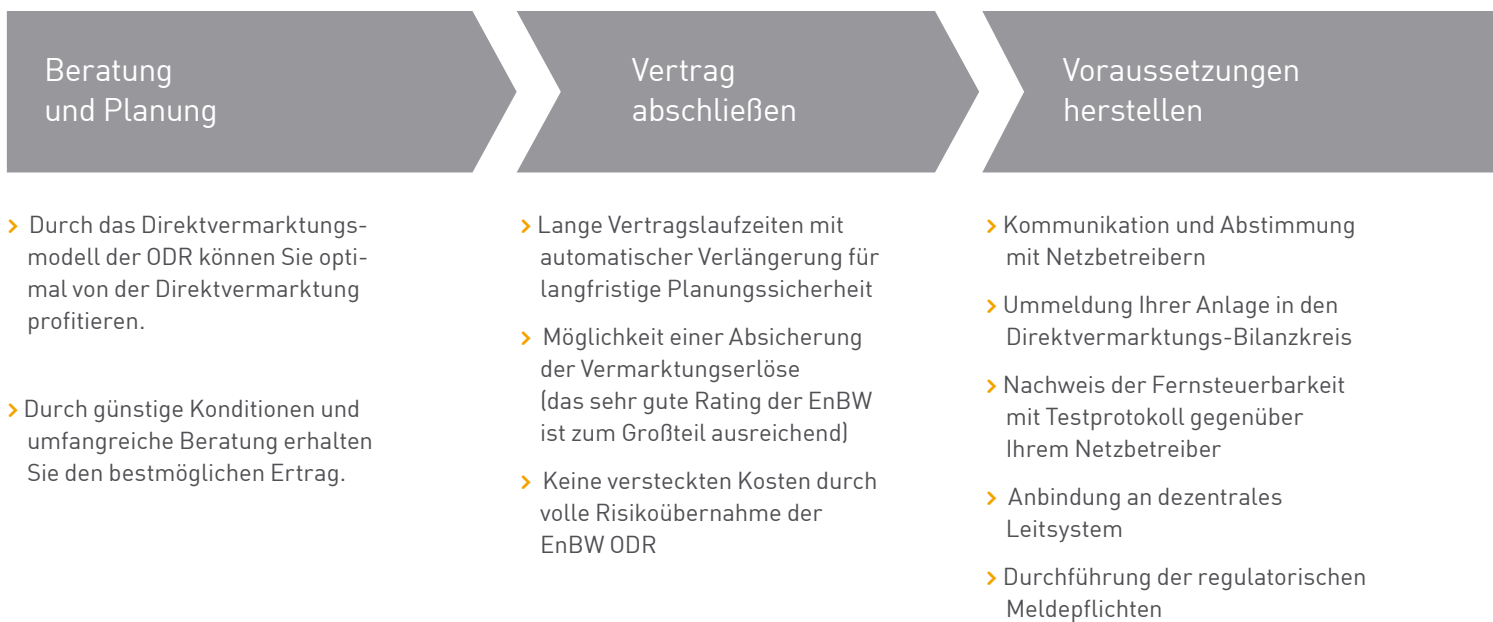 Beratung
und Planung
Vertrag
abschließen
Voraussetzungen
herstellen
> Durch das Direktvermarktungs-
modell der ODR können Sie opti-
mal von der Direktvermarktung
profitieren.
> Durch günstige Konditionen und
umfangreiche Beratung erhalten
Sie den bestmöglichen Ertrag.
> Lange Vertragslaufzeiten mit
automatischer Verlängerung für
langfristige Planungssicherheit
> Möglichkeit einer Absicherung
der Vermarktungserlöse
(das sehr gute Rating der EnBW
ist zum Großteil ausreichend)
> Keine versteckten Kosten durch
volle Risikoübernahme der
EnBW ODR
> Kommunikation und Abstimmung
mit Netzbetreibern
> Ummeldung Ihrer Anlage in den
Direktvermarktungs-Bilanzkreis
> Nachweis der Fernsteuerbarkeit
mit Testprotokoll gegenüber
Ihrem Netzbetreiber
> Anbindung an dezentrales
Leitsystem
> Durchführung der regulatorischen
Meldepflichten